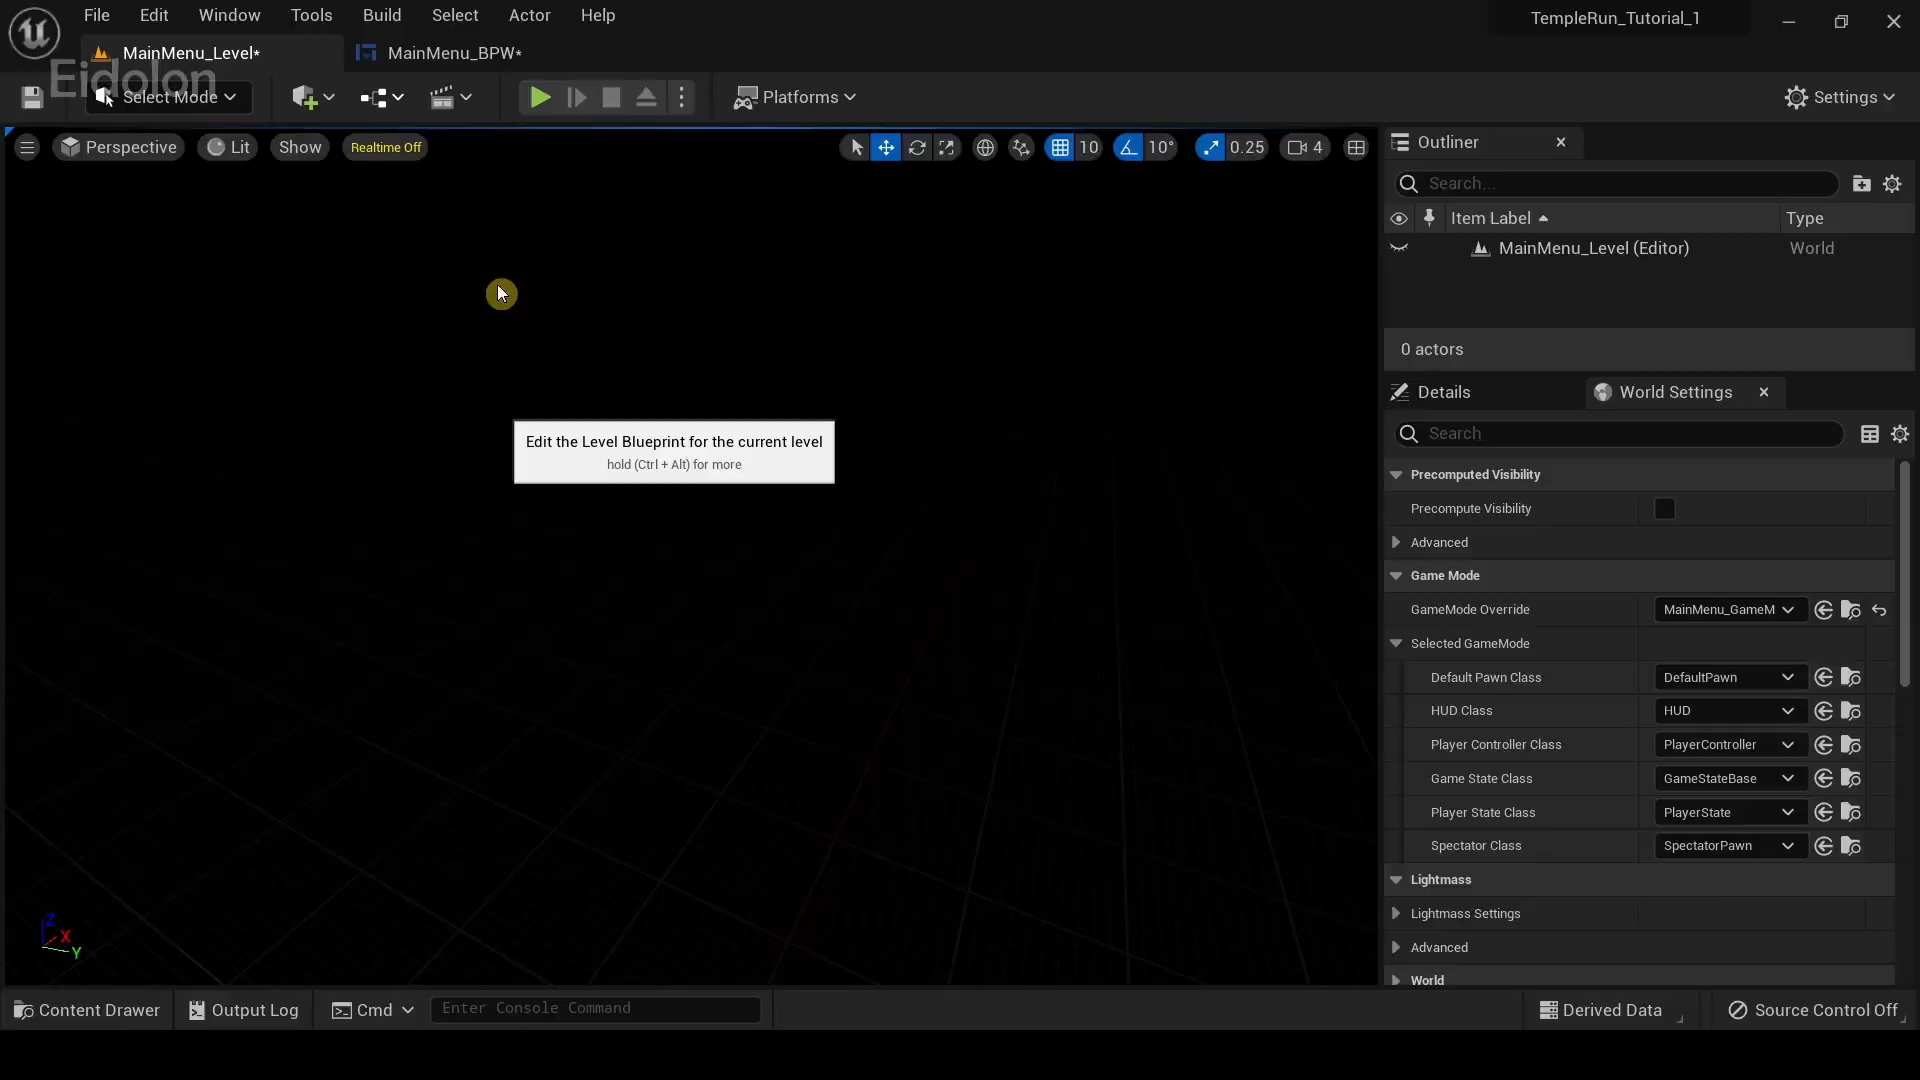 File Edit Window Tools Build Select Actor Help
TempleRun_Tutorial_1
MainMenu_Level*
MainMenu_BPW*
Eidolon
Select Mode
Platforms
Settings
Perspective
Lit
Show
Realtime Off
10
10°
0.25
4
Outliner
Search...
Item Label
Type
MainMenu_Level (Editor)
World
0 actors
Edit the Level Blueprint for the current level
hold (Ctrl + Alt) for more
Details
World Settings
Search
Precomputed Visibility
Precompute Visibility
Advanced
Game Mode
GameMode Override
MainMenu_GameM
Selected GameMode
Default Pawn Class
DefaultPawn
HUD Class
HUD
Player Controller Class
PlayerController
Game State Class
GameStateBase
Player State Class
PlayerState
Spectator Class
SpectatorPawn
Lightmass
Lightmass Settings
Advanced
World
Z
X
Y
Content Drawer
Output Log
Cmd
Enter Console Command
Derived Data
Source Control Off